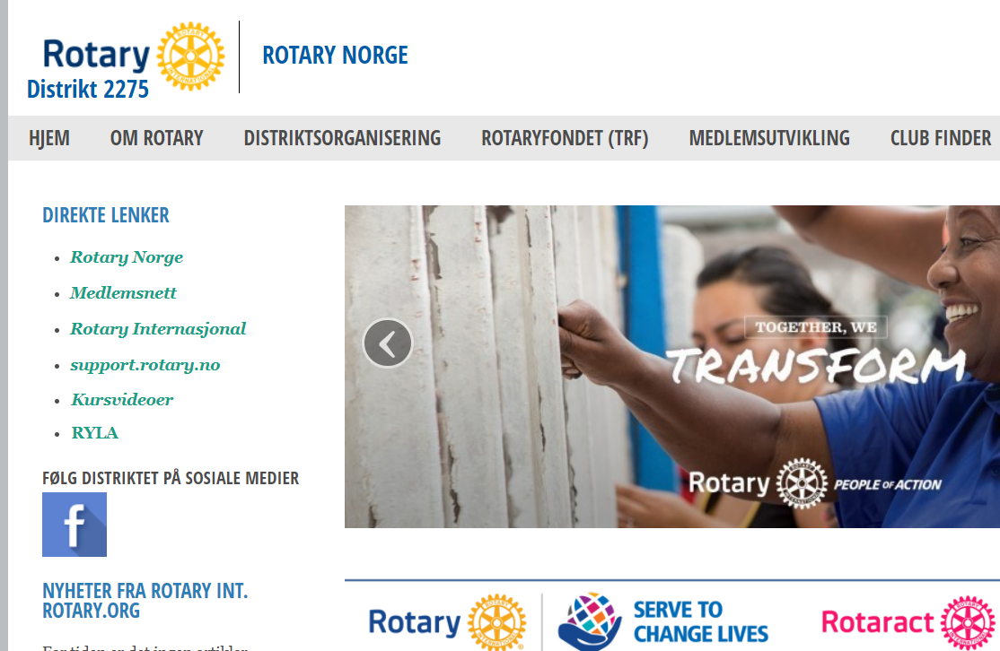 Rotary
Distrikt 2275
ROTARY NORGE
HJEM OM ROTARY DISTRIKTSORGANISERING ROTARYFONDET (TRF) MEDLEMSUTVIKLING CLUB FINDER
DIREKTE LENKER
Rotary Norge
Medlemsnett
Rotary Internasjonal
support.rotary.no
Kursvideoer
RYLA
FØLG DISTRIKTET PÅ SOSIALE MEDIER
f
NYHETER FRA ROTARY INT.
ROTARY.ORG
For tiden er det ingen artikler
TOGETHER, WE
TRANSFORM
Rotary PEOPLE OF ACTION
Rotary
SERVE TO
CHANGE LIVES
Rotaract